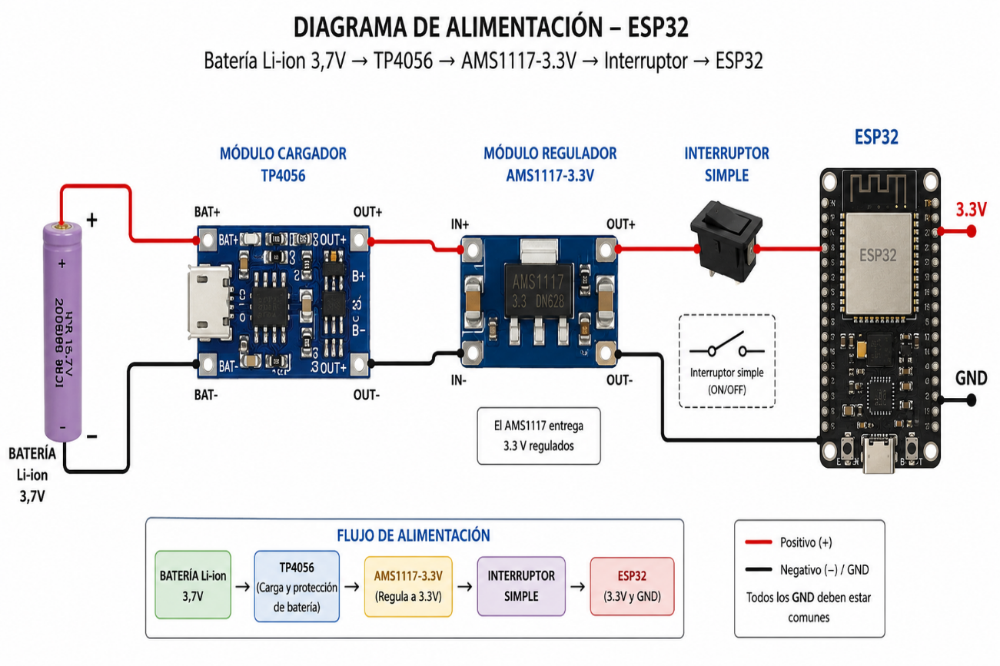 DIAGRAMA DE ALIMENTACIÓN – ESP32
Batería Li-ion 3,7V → TP4056 → AMS1117-3.3V → Interruptor → ESP32
MÓDULO CARGADOR
TP4056
MÓDULO REGULADOR
AMS1117-3.3V
INTERRUPTOR
SIMPLE
ESP32
BAT+
OUT+
IN+
OUT+
3.3V
+
BAT+
OUT+
B+
B-
BAT-
OUT+
+
-
AMS1117
3.3 DN628
ESP32
GND
BAT-
OUT-
IN-
OUT-
–
BATERÍA
Li-ion
3,7V
Interruptor simple
(ON/OFF)
El AMS1117 entrega
3.3 V regulados
FLUJO DE ALIMENTACIÓN
BATERÍA Li-ion
3,7V
→
TP4056
(Carga y protección
de batería)
→
AMS1117-3.3V
(Regula a 3.3V)
→
INTERRUPTOR
SIMPLE
→
ESP32
(3.3V y GND)
Positivo (+)
Negativo (–) / GND
Todos los GND deben estar
comunes